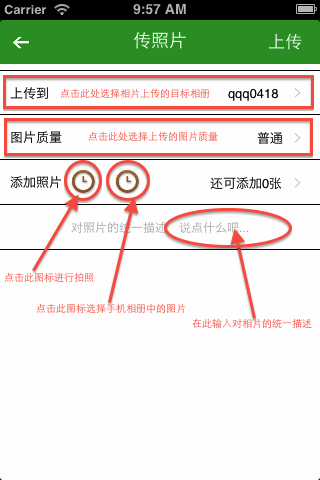 Carrier 9:57 AM
传照片 上传
上传到 点击此处选择相片上传的目标相册 qqq0418
图片质量 点击此处选择上传的图片质量 普通
添加照片 还可添加0张
对照片的统一描述 说点什么吧...
点击此图标进行拍照
点击此图标选择手机相册中的图片
在此输入对相片的统一描述